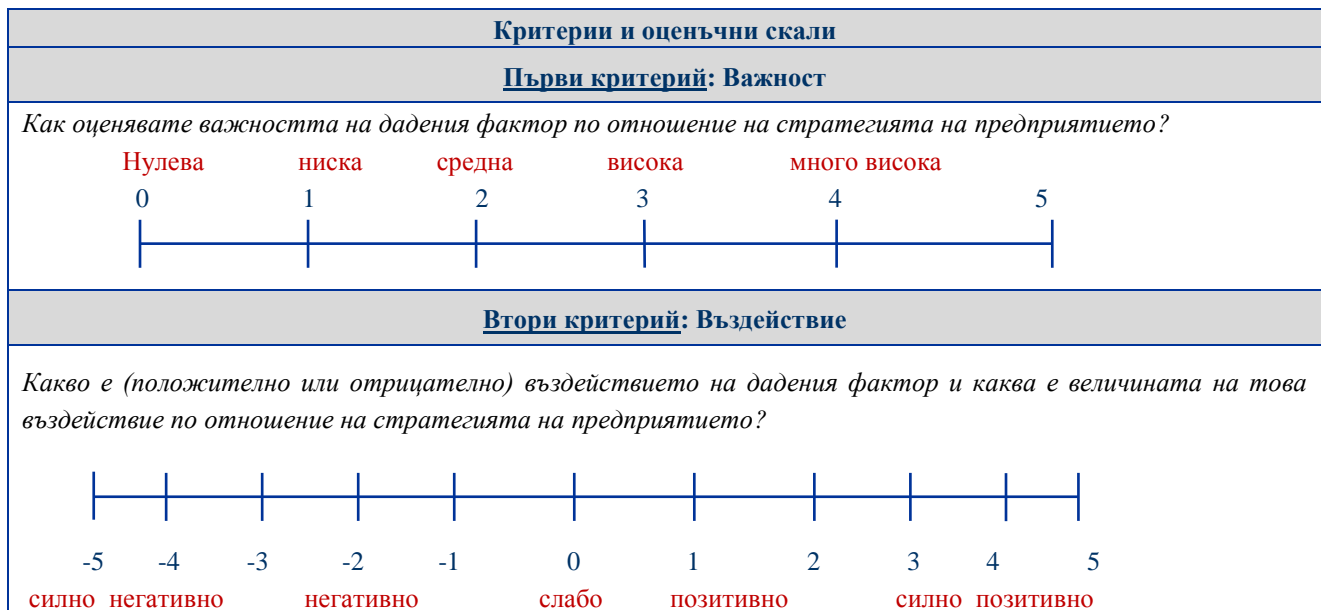 Критерии и оценъчни скали
Първи критерий: Важност
Как оценявате важността на дадения фактор по отношение на стратегията на предприятието?
Нулева ниска средна висока много висока
0 1 2 3 4 5
Втори критерий: Въздействие
Какво е (положително или отрицателно) въздействието на дадения фактор и каква е величината на това
въздействие по отношение на стратегията на предприятието?
-5 -4 -3 -2 -1 0 1 2 3 4 5
силно негативно негативно слабо позитивно силно позитивно